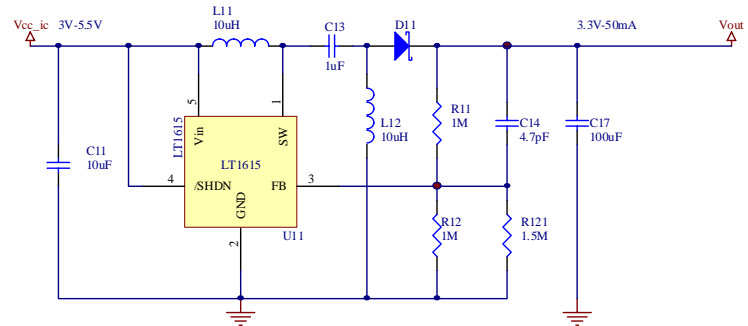 Vcc_ic 3V-5.5V
L11
10uH
C13
1uF
D11
3.3V-50mA
Vout
5
1
Vin
SW
LT1615
LT1615
L12
10uH
R11
1M
C14
4.7pF
C17
100uF
C11
10uF
4
/SHDN
FB
3
GND
2
U11
R12
1M
R121
1.5M